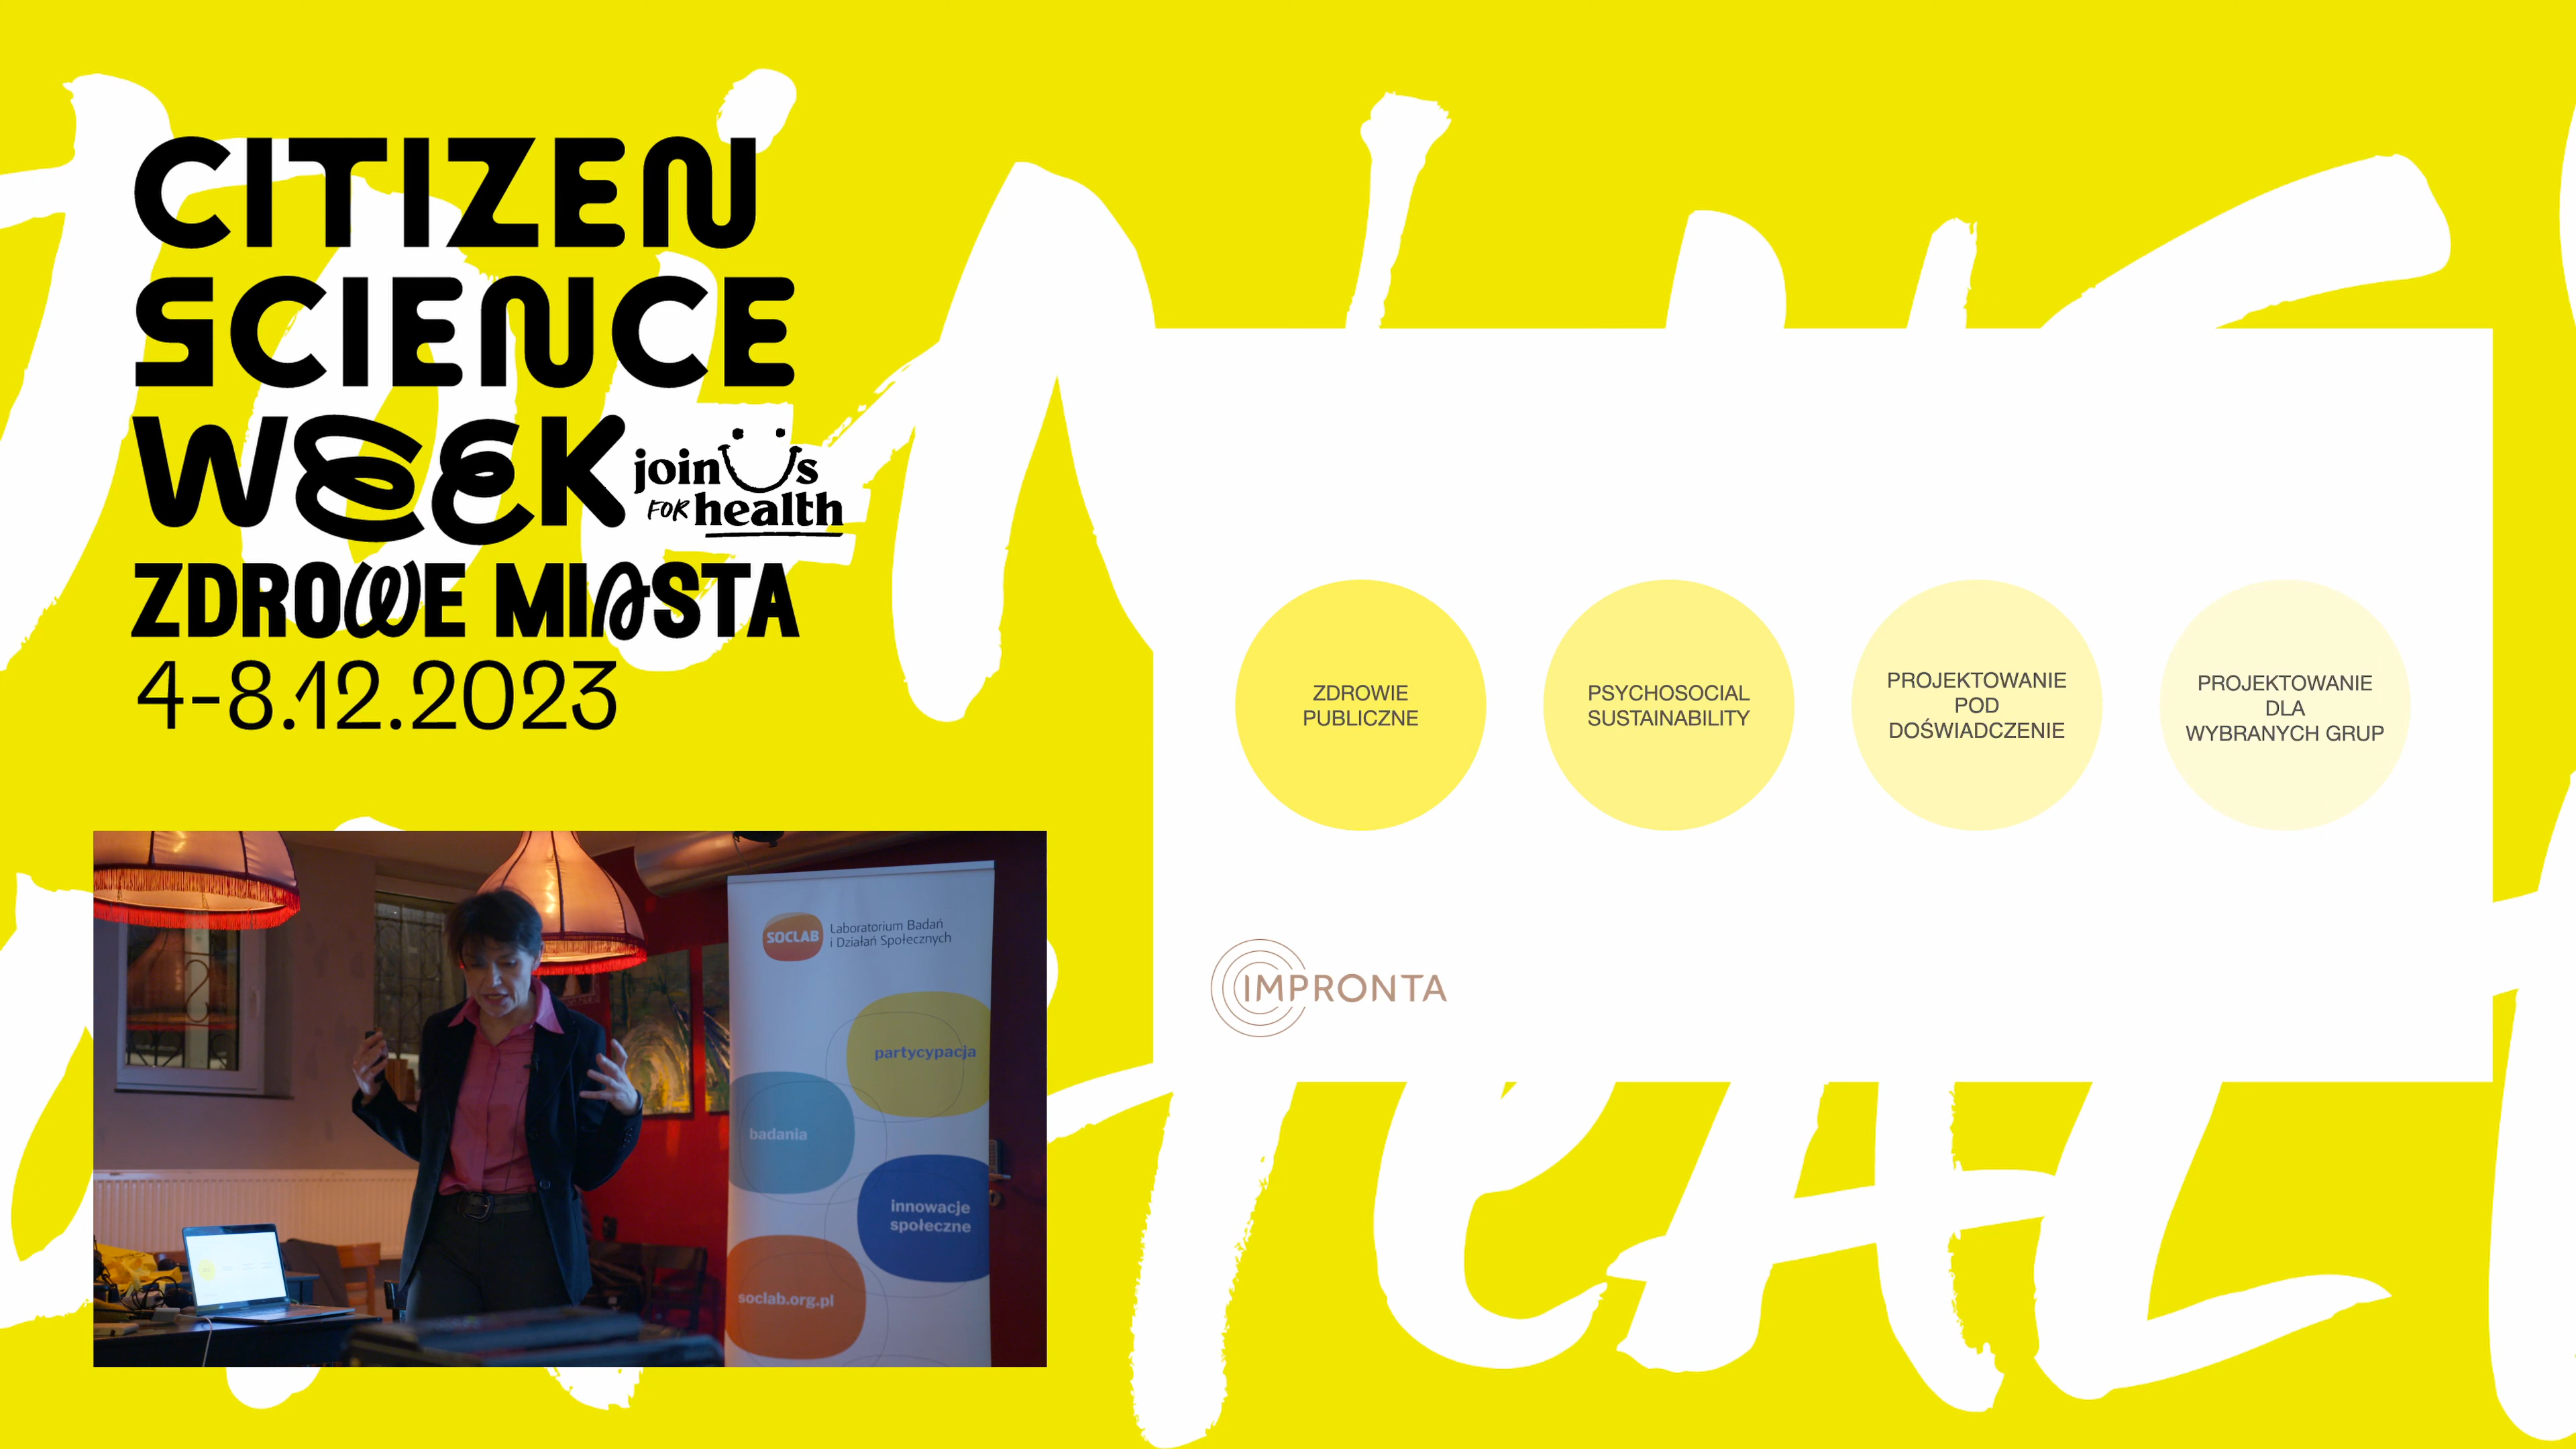 CITIZEN
SCIENCE
WEEK
join Us
FOR health
ZDROWE MIASTA
4-8.12.2023
ZDROWIE
PUBLICZNE
PSYCHOSOCIAL
SUSTAINABILITY
PROJEKTOWANIE
POD
DOŚWIADCZENIE
PROJEKTOWANIE
DLA
WYBRANYCH GRUP
IMPRONTA
SOCLAB
Laboratorium Badań
i Działań Społecznych
partycypacja
badania
innowacje
społeczne
soclab.org.pl